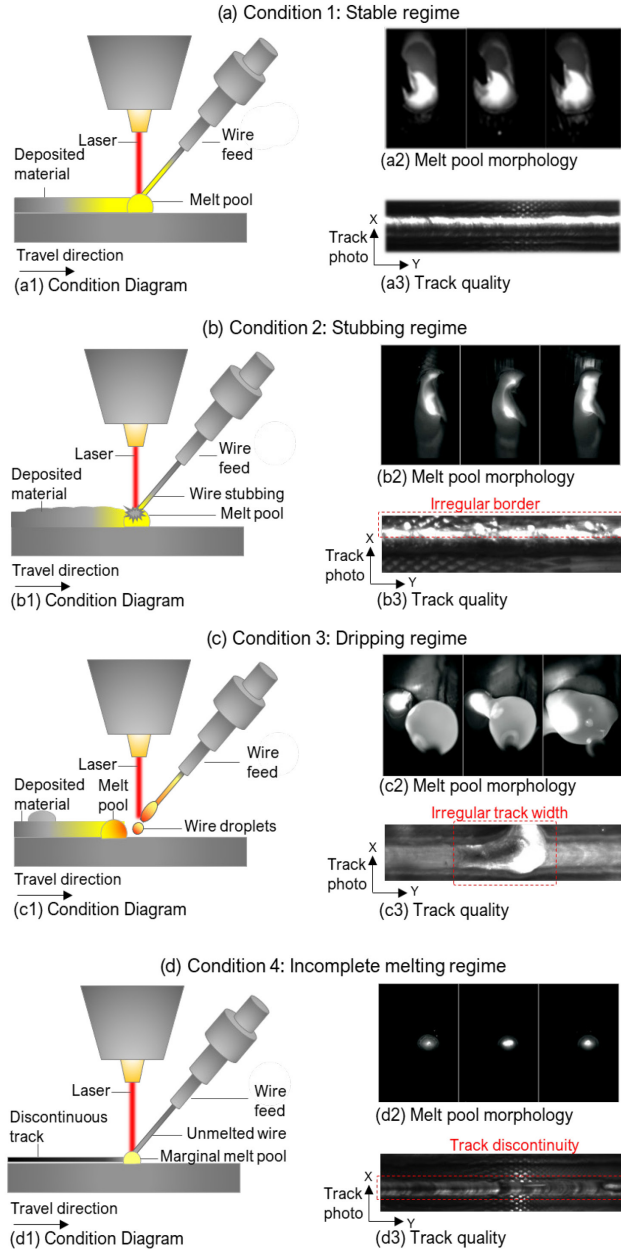 (a) Condition 1: Stable regime
Laser
Wire
feed
Deposited
material
Melt pool
Travel direction
(a1) Condition Diagram
(a2) Melt pool morphology
X
Track
photo
Y
(a3) Track quality
(b) Condition 2: Stubbing regime
Laser
Wire
feed
Deposited
material
Wire stubbing
Melt pool
Travel direction
(b1) Condition Diagram
(b2) Melt pool morphology
Irregular border
X
Track
photo
Y
(b3) Track quality
(c) Condition 3: Dripping regime
Laser
Wire
feed
Deposited
material
Melt
pool
Wire droplets
Travel direction
(c1) Condition Diagram
(c2) Melt pool morphology
Irregular track width
X
Track
photo
Y
(c3) Track quality
(d) Condition 4: Incomplete melting regime
Laser
Wire
feed
Discontinuous
track
Unmelted wire
Marginal melt pool
Travel direction
(d1) Condition Diagram
(d2) Melt pool morphology
Track discontinuity
X
Track
photo
Y
(d3) Track quality